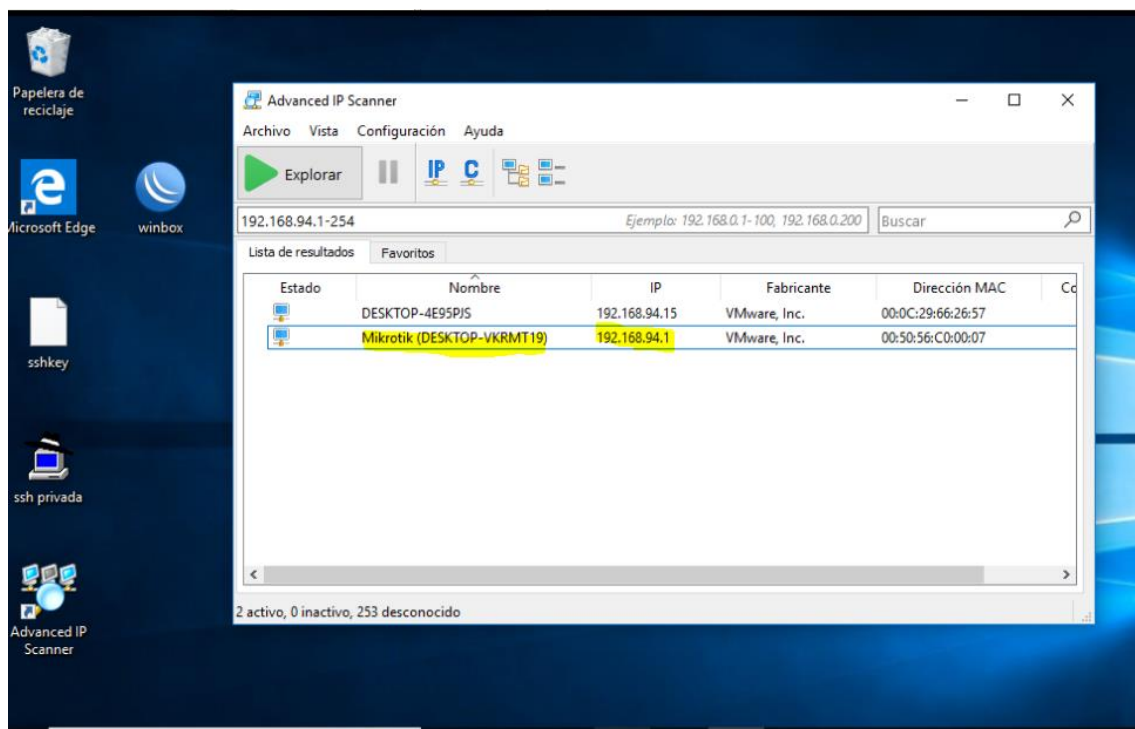 Papelera de
reciclaje
Microsoft Edge
winbox
sshkey
ssh privada
Advanced IP
Scanner
Advanced IP Scanner
Archivo Vista Configuración Ayuda
Explorar IP C
192.168.94.1-254 Ejemplo: 192.168.0.1-100, 192.168.0.200 Buscar
Lista de resultados Favoritos
Estado Nombre IP Fabricante Dirección MAC Co
DESKTOP-4E95PJS 192.168.94.15 VMware, Inc. 00:0C:29:66:26:57
Mikrotik (DESKTOP-VKRMT19) 192.168.94.1 VMware, Inc. 00:50:56:C0:00:07
2 activo, 0 inactivo, 253 desconocido